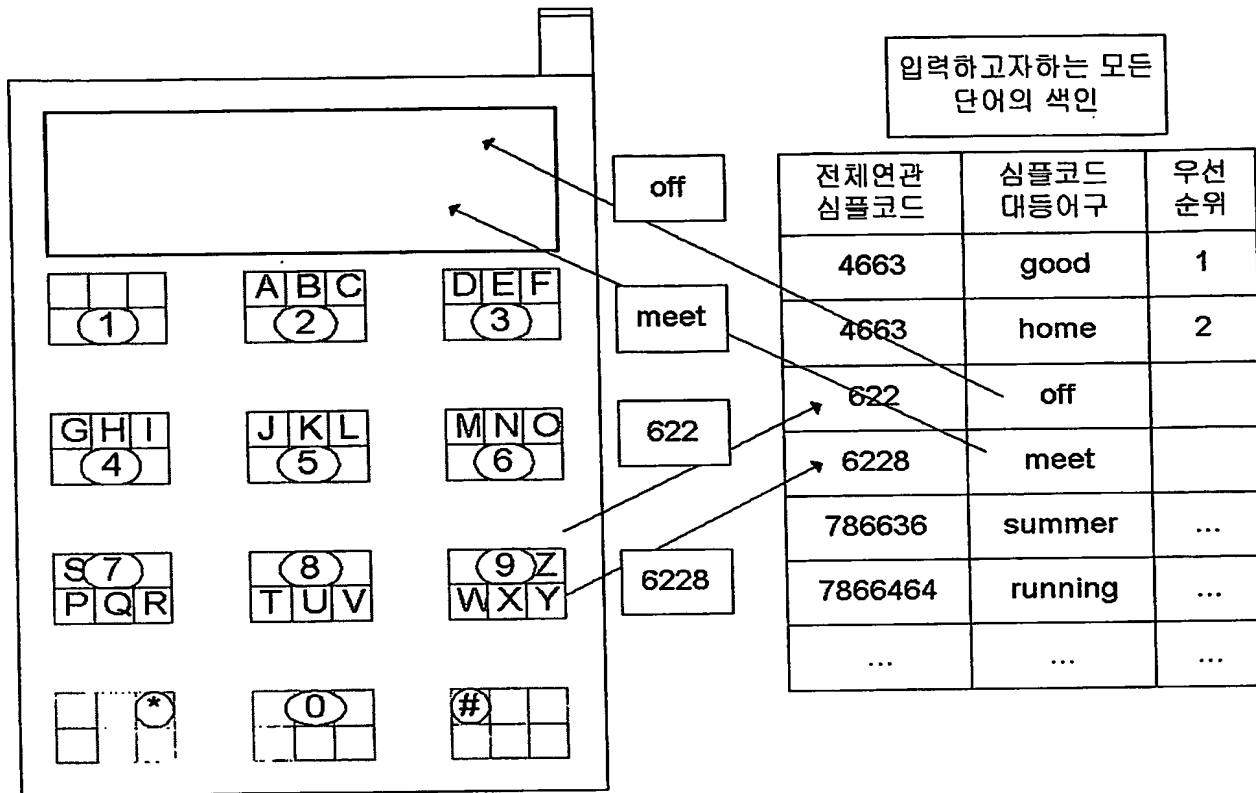 입력하고자하는 모든
단어의 색인
off
meet
622
6228
A B C
D E F
1
2
3
G H I
J K L
M N O
4
5
6
S 7
8
9 Z
P Q R
T U V
W X Y
*
0
#
전체연관
심플코드
심플코드
대등어구
우선
순위
4663 good 1
4663 home 2
622 off
6228 meet
786636 summer ...
7866464 running ...
... ... ...